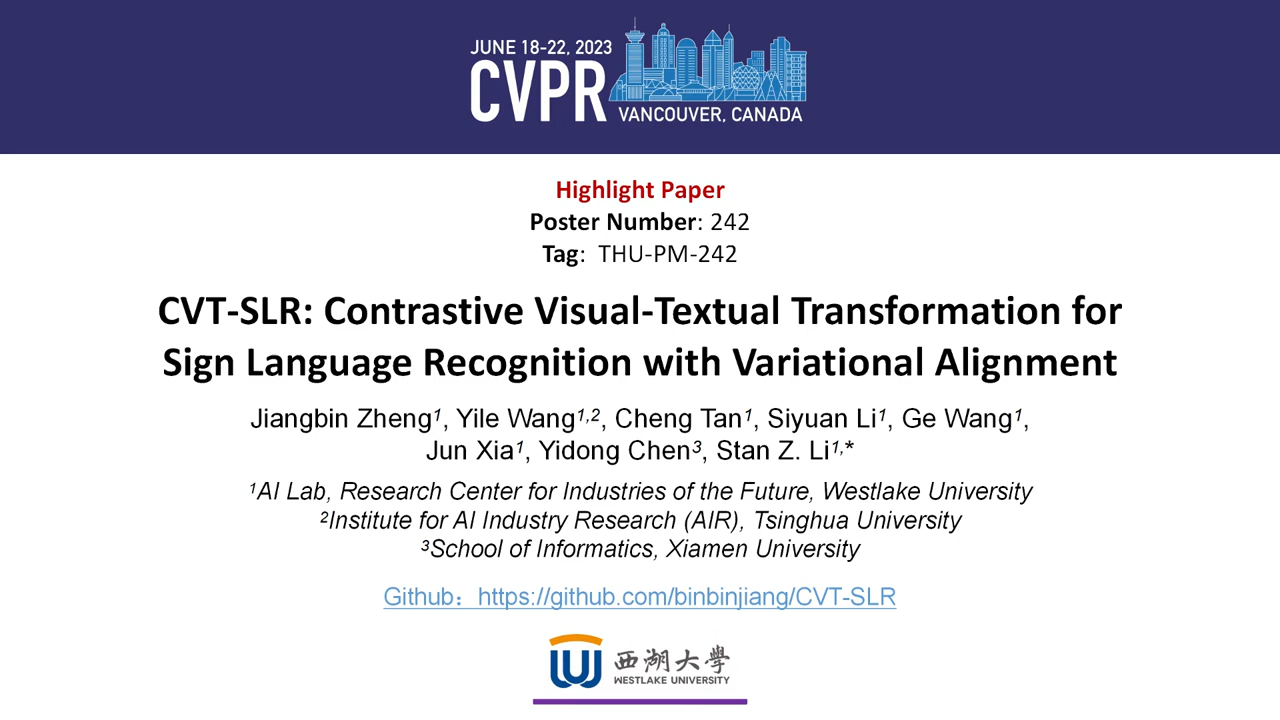 JUNE 18-22, 2023
CVPR
VANCOUVER, CANADA
Highlight Paper
Poster Number: 242
Tag: THU-PM-242
CVT-SLR: Contrastive Visual-Textual Transformation for
Sign Language Recognition with Variational Alignment
Jiangbin Zheng¹, Yile Wang¹,², Cheng Tan¹, Siyuan Li¹, Ge Wang¹,
Jun Xia¹, Yidong Chen³, Stan Z. Li¹,*
¹AI Lab, Research Center for Industries of the Future, Westlake University
²Institute for AI Industry Research (AIR), Tsinghua University
³School of Informatics, Xiamen University
Github：https://github.com/binbinjiang/CVT-SLR
西湖大學
WESTLAKE UNIVERSITY